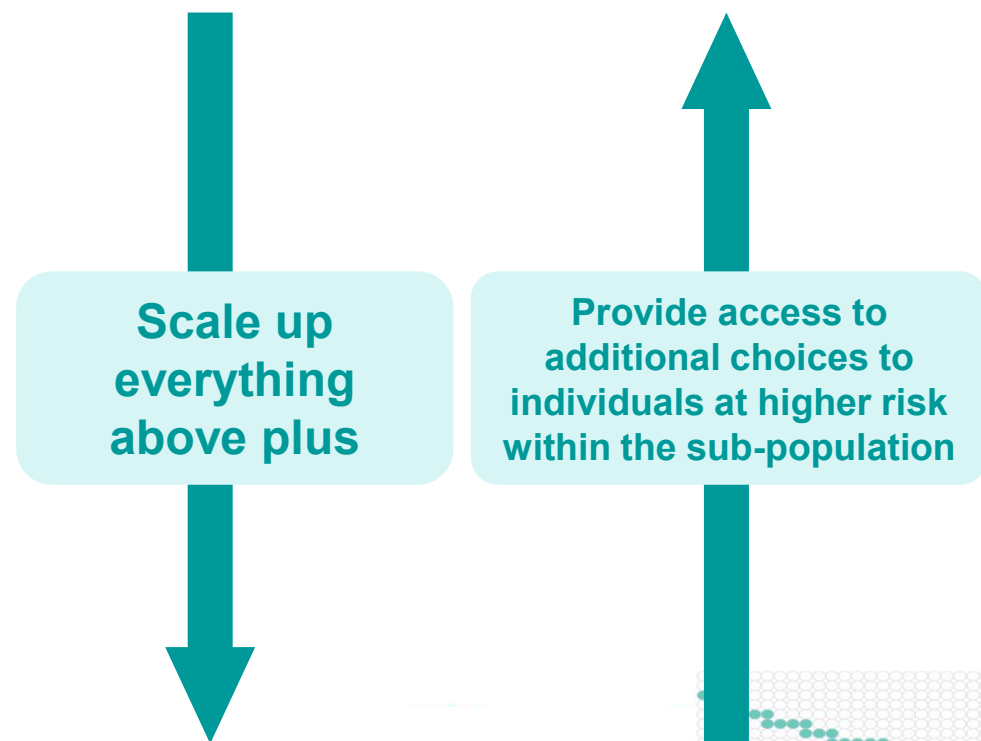 Scale up
everything
above plus
Provide access to
additional choices to
individuals at higher risk
within the sub-population